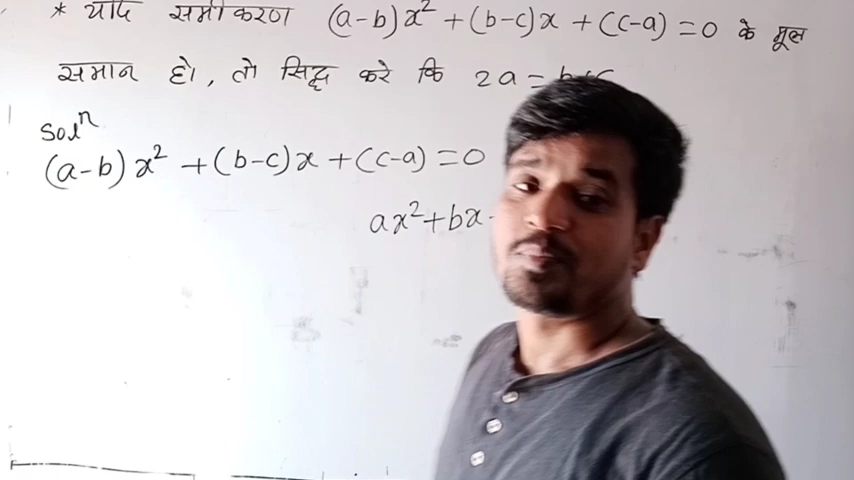 * यदि समीकरण (a-b)x² + (b-c)x + (c-a) = 0 के मूल
समान हो, तो सिद्ध करे कि 2a =
Solⁿ
(a-b)x² + (b-c)x + (c-a) = 0
ax² + bx